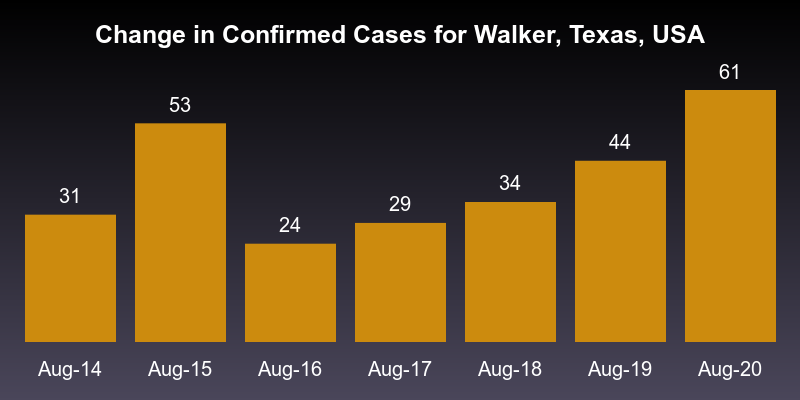 Change in Confirmed Cases for Walker, Texas, USA
31
53
24
29
34
44
61
Aug-14
Aug-15
Aug-16
Aug-17
Aug-18
Aug-19
Aug-20